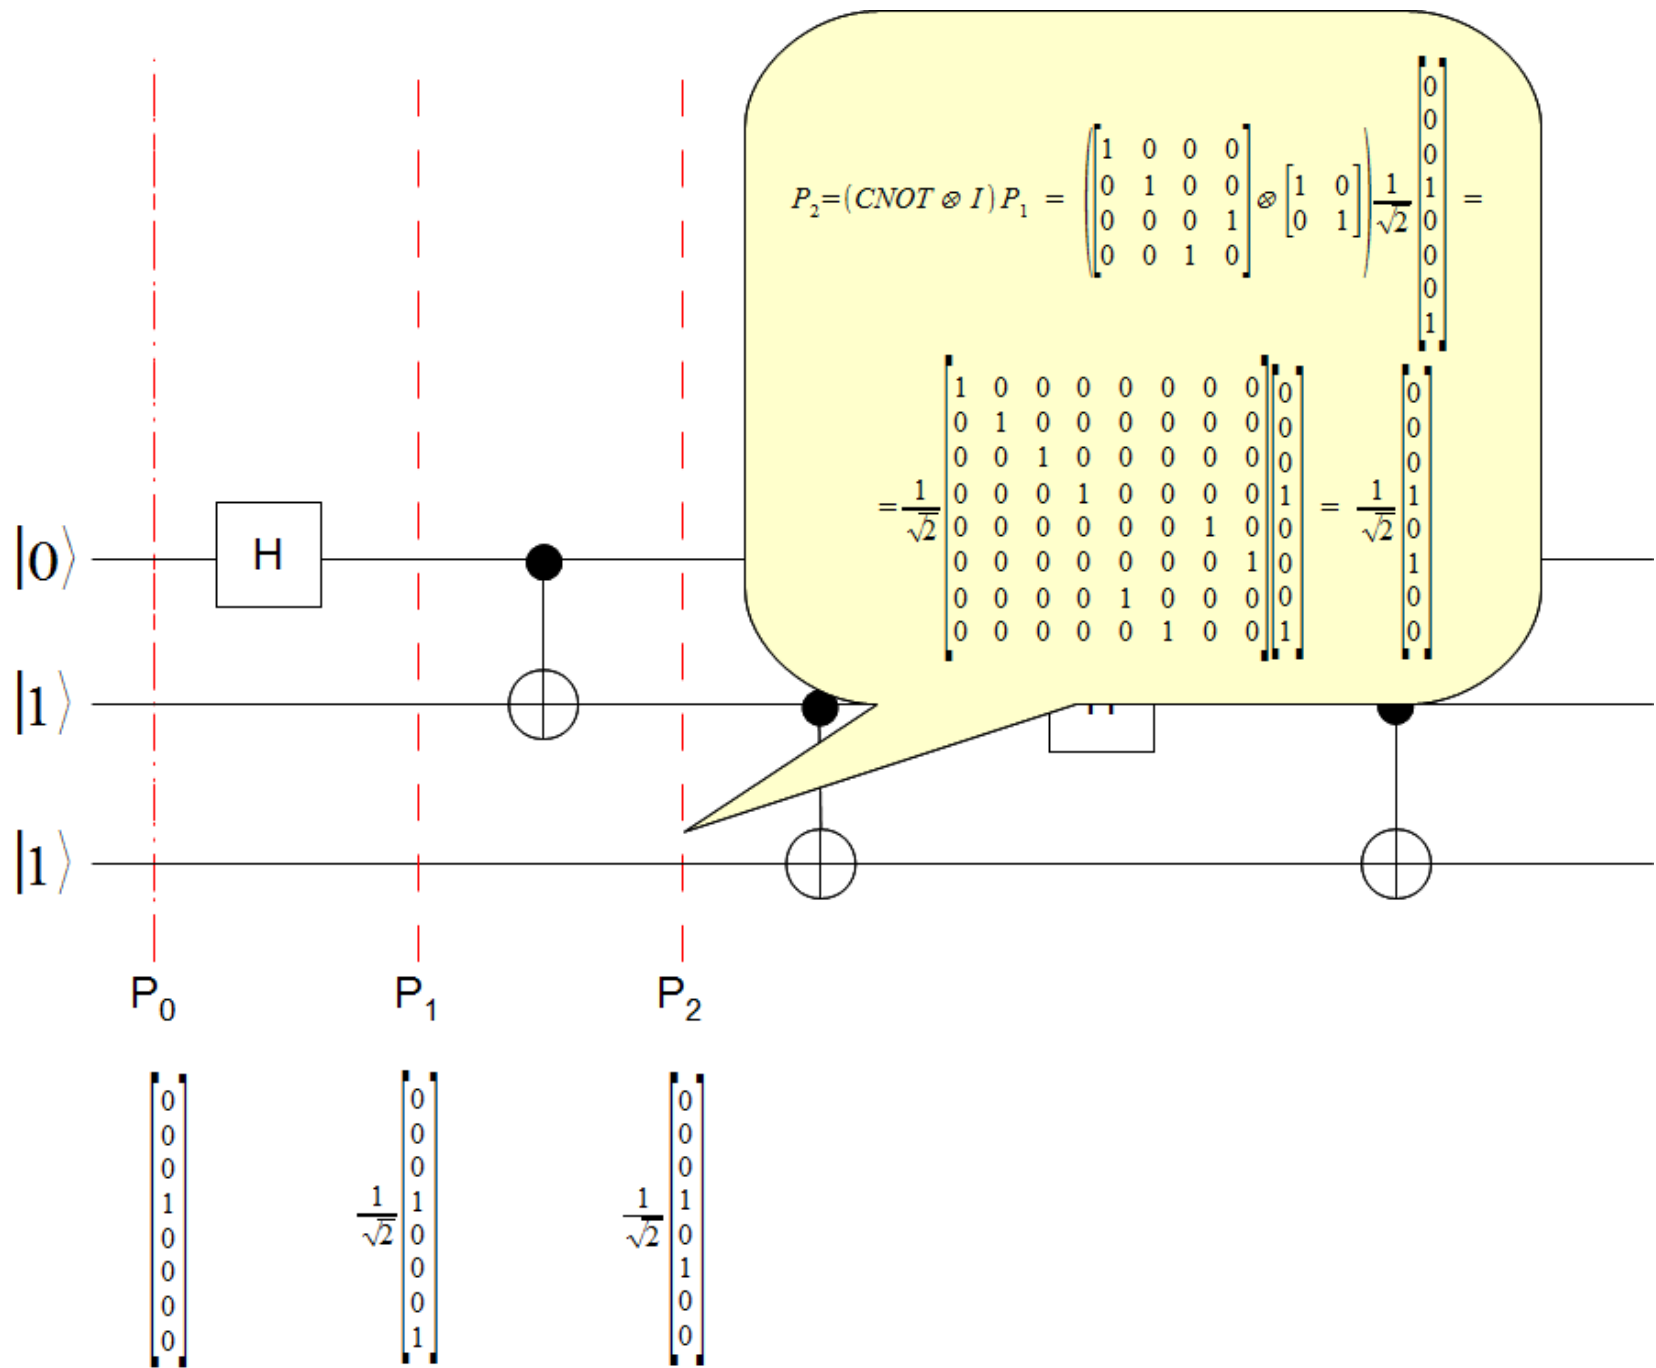 P₂=(CNOT ⊗ I)P₁ = ([1 0 0 0; 0 1 0 0; 0 0 0 1; 0 0 1 0] ⊗ [1 0; 0 1]) 1/√2 [0 0 0 1 0 0 0 1] =
= 1/√2
1 0 0 0 0 0 0 0
0 1 0 0 0 0 0 0
0 0 1 0 0 0 0 0
0 0 0 1 0 0 0 0
0 0 0 0 0 0 1 0
0 0 0 0 0 0 0 1
0 0 0 0 1 0 0 0
0 0 0 0 0 1 0 0
[0 0 0 1 0 0 0 1] = 1/√2 [0 0 0 1 0 1 0 0]
|0⟩ H
|1⟩
|1⟩
P₀ P₁ P₂
[0 0 0 1 0 0 0 0] 1/√2 [0 0 0 1 0 0 0 1] 1/√2 [0 0 0 1 0 1 0 0]